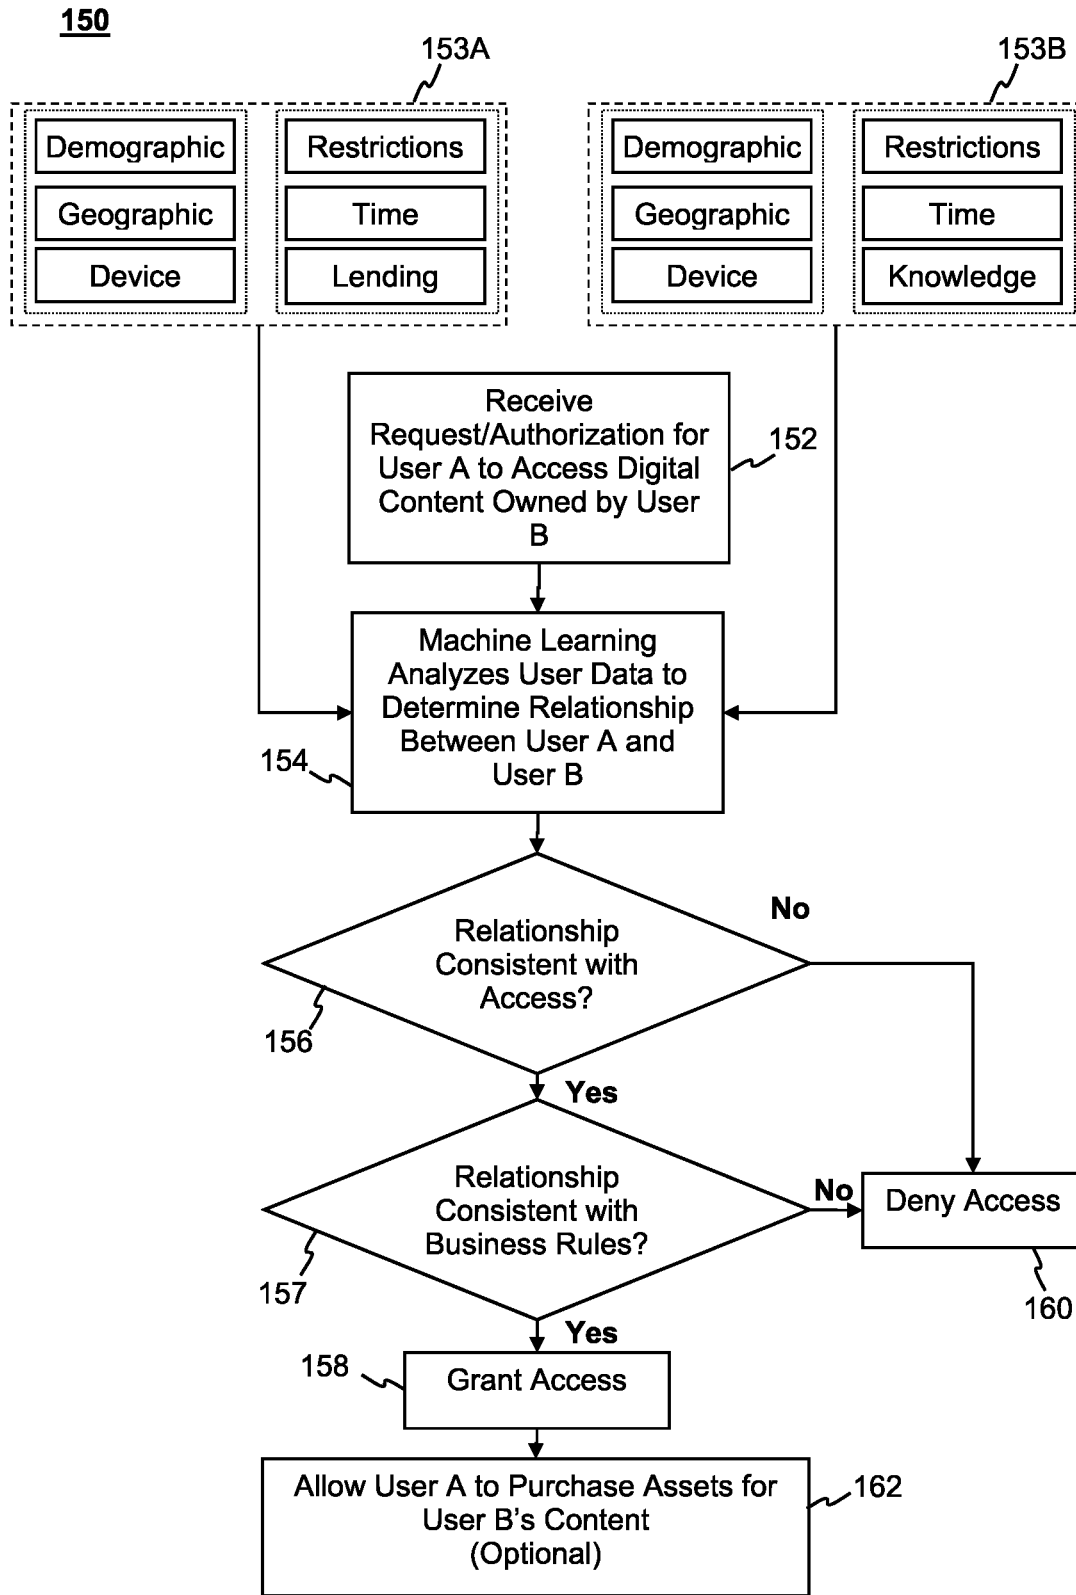 150
153A
153B
Demographic
Restrictions
Geographic
Time
Device
Lending
Demographic
Restrictions
Geographic
Time
Device
Knowledge
Receive
Request/Authorization for
User A to Access Digital
Content Owned by User
B
152
Machine Learning
Analyzes User Data to
Determine Relationship
Between User A and
User B
154
Relationship
Consistent with
Access?
No
156
Yes
Relationship
Consistent with
Business Rules?
No
157
Deny Access
160
Yes
158
Grant Access
Allow User A to Purchase Assets for
User B's Content
(Optional)
162